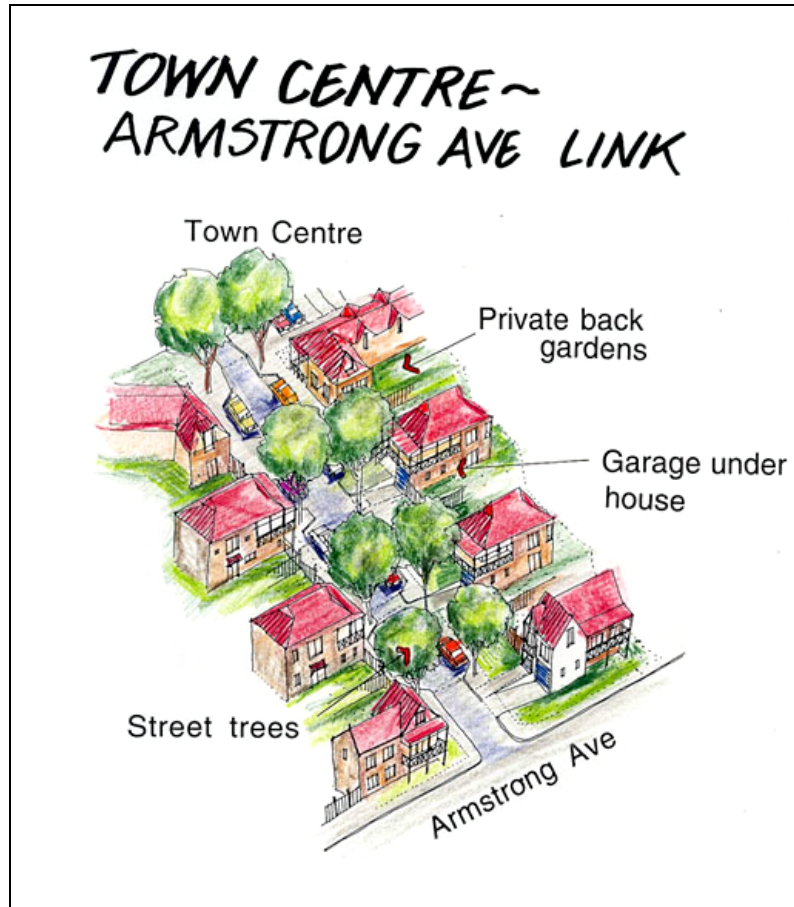 TOWN CENTRE~
ARMSTRONG AVE LINK
Town Centre
Private back
gardens
Garage under
house
Street trees
Armstrong Ave